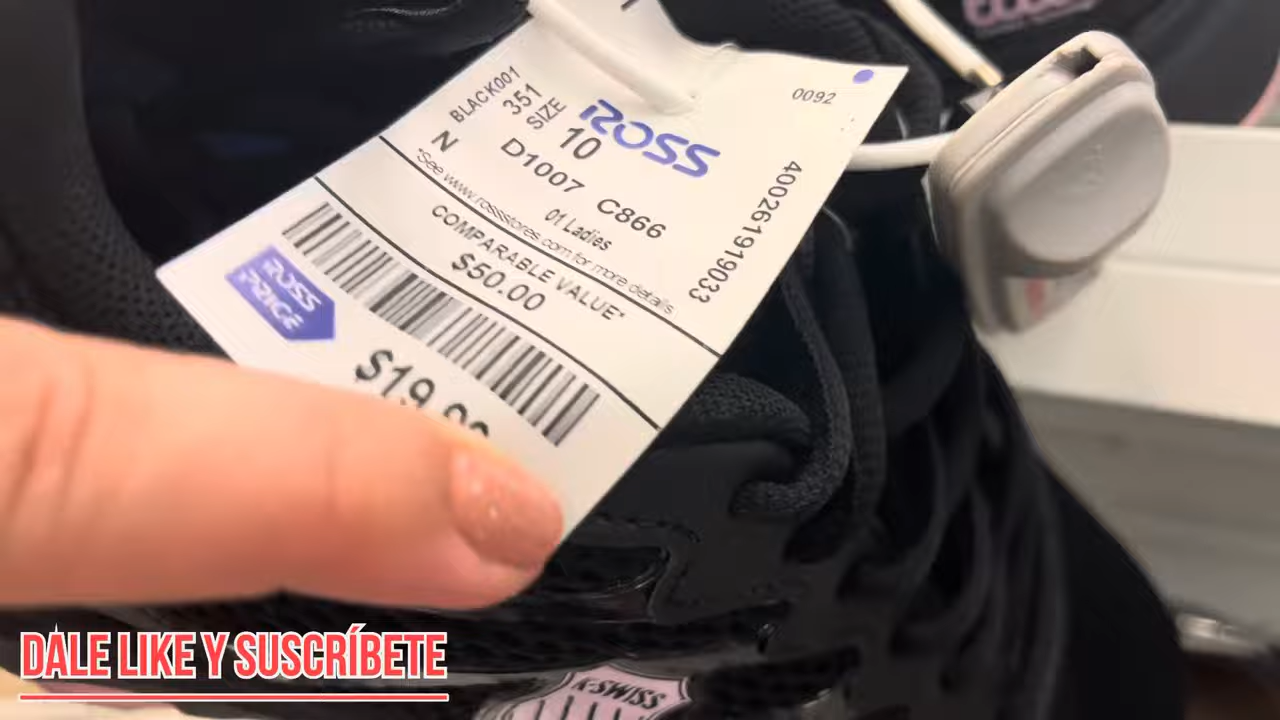 ROSS
0092
BLACK001
351
SIZE
10
N
D1007
C866
01 Ladies
400261919033
*See www.rossstores.com for more details
COMPARABLE VALUE*
$50.00
ROSS
PRICE
DALE LIKE Y SUSCRÍBETE
K·SWISS